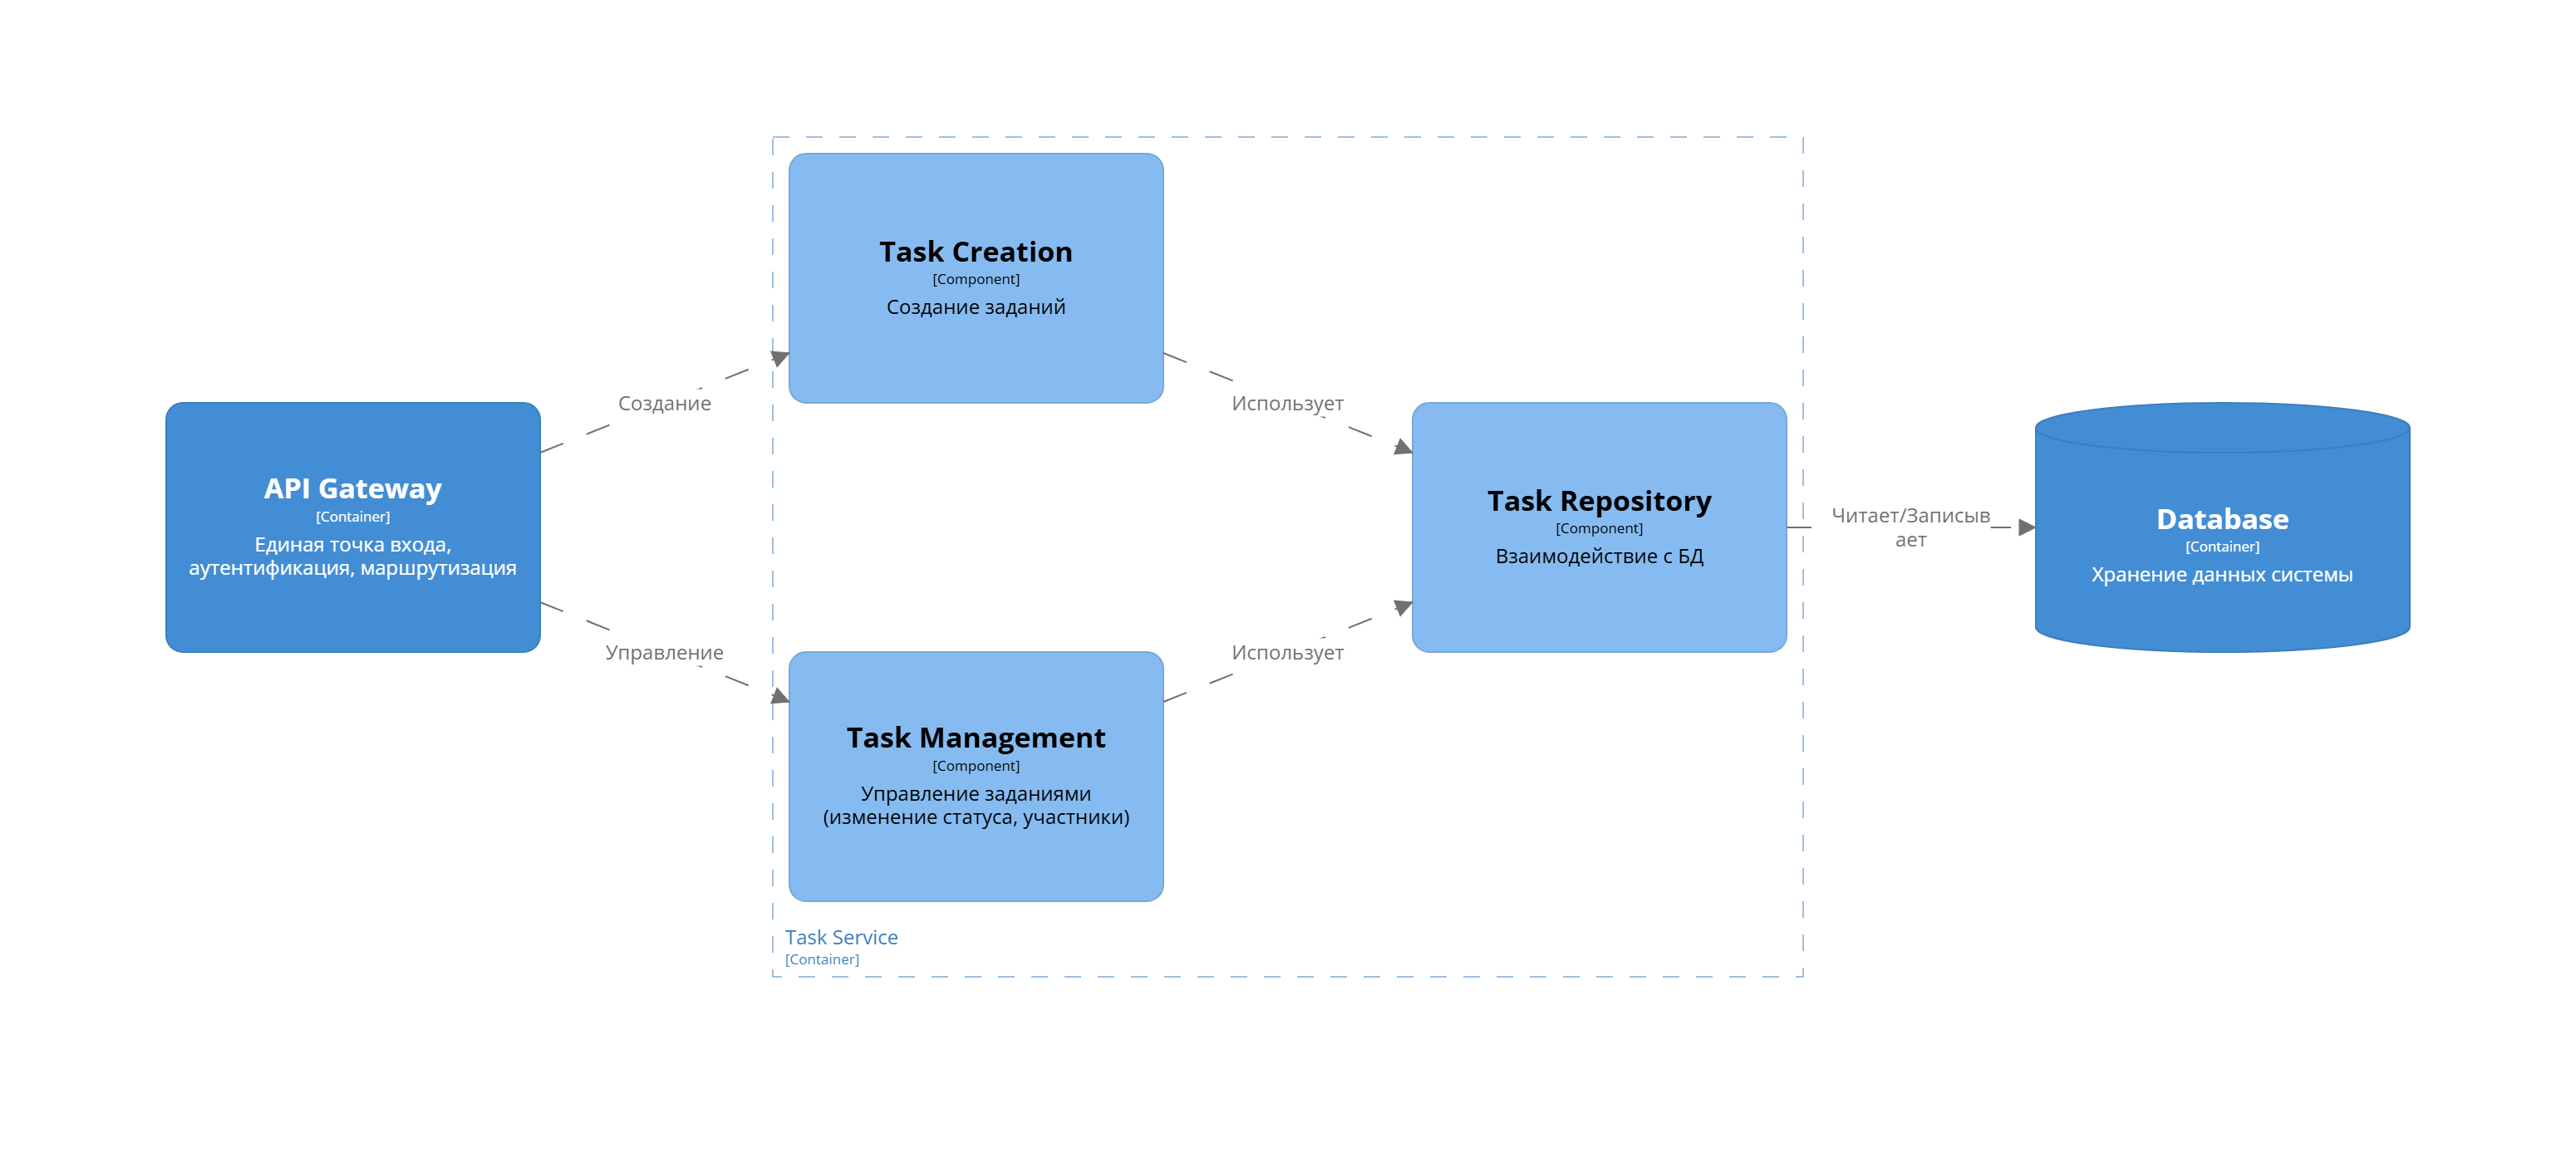 Task Creation
[Component]
Создание заданий
Создание
Использует
API Gateway
[Container]
Единая точка входа,
аутентификация, маршрутизация
Task Repository
[Component]
Взаимодействие с БД
Читает/Записыв
ает
Database
[Container]
Хранение данных системы
Управление
Использует
Task Management
[Component]
Управление заданиями
(изменение статуса, участники)
Task Service
[Container]